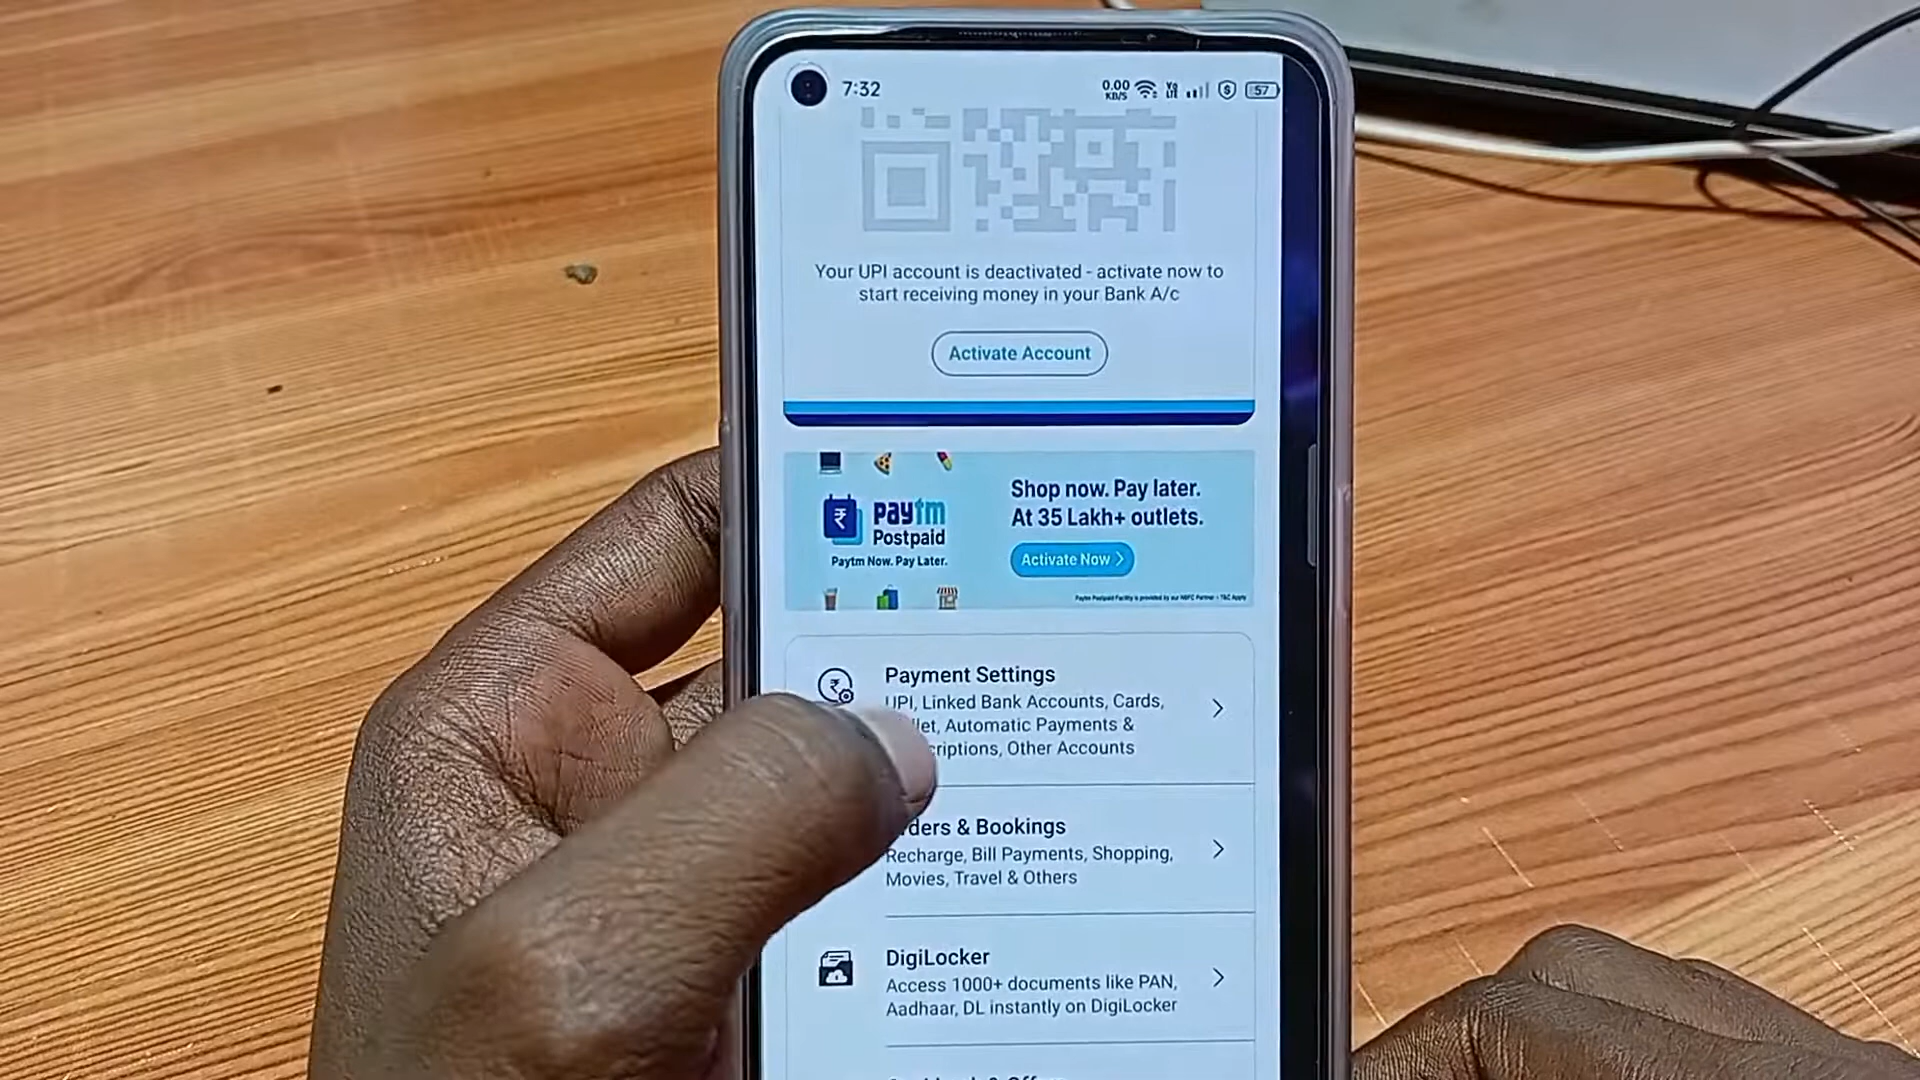 7:32
0.00
KB/S
57
Your UPI account is deactivated - activate now to
start receiving money in your Bank A/c
Activate Account
paytm
Postpaid
Paytm Now. Pay Later.
Shop now. Pay later.
At 35 Lakh+ outlets.
Activate Now
Paytm Postpaid Facility is provided by our NBFC Partner - T&C Apply
Payment Settings
UPI, Linked Bank Accounts, Cards,
Automatic Payments &
Other Accounts
& Bookings
Recharge, Bill Payments, Shopping,
Movies, Travel & Others
DigiLocker
Access 1000+ documents like PAN,
Aadhaar, DL instantly on DigiLocker